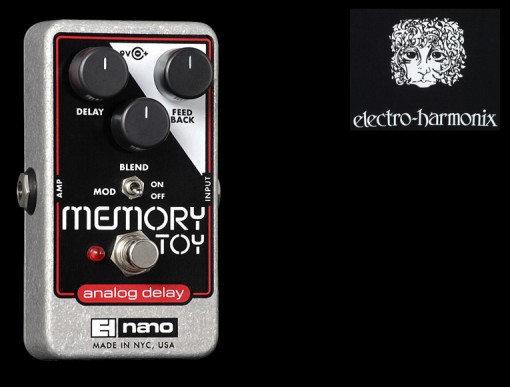 9V
DELAY
FEED
BACK
BLEND
MOD
ON
OFF
AMP
INPUT
MEMORY
TOY
analog delay
EH nano
MADE IN NYC, USA
electro-harmonix